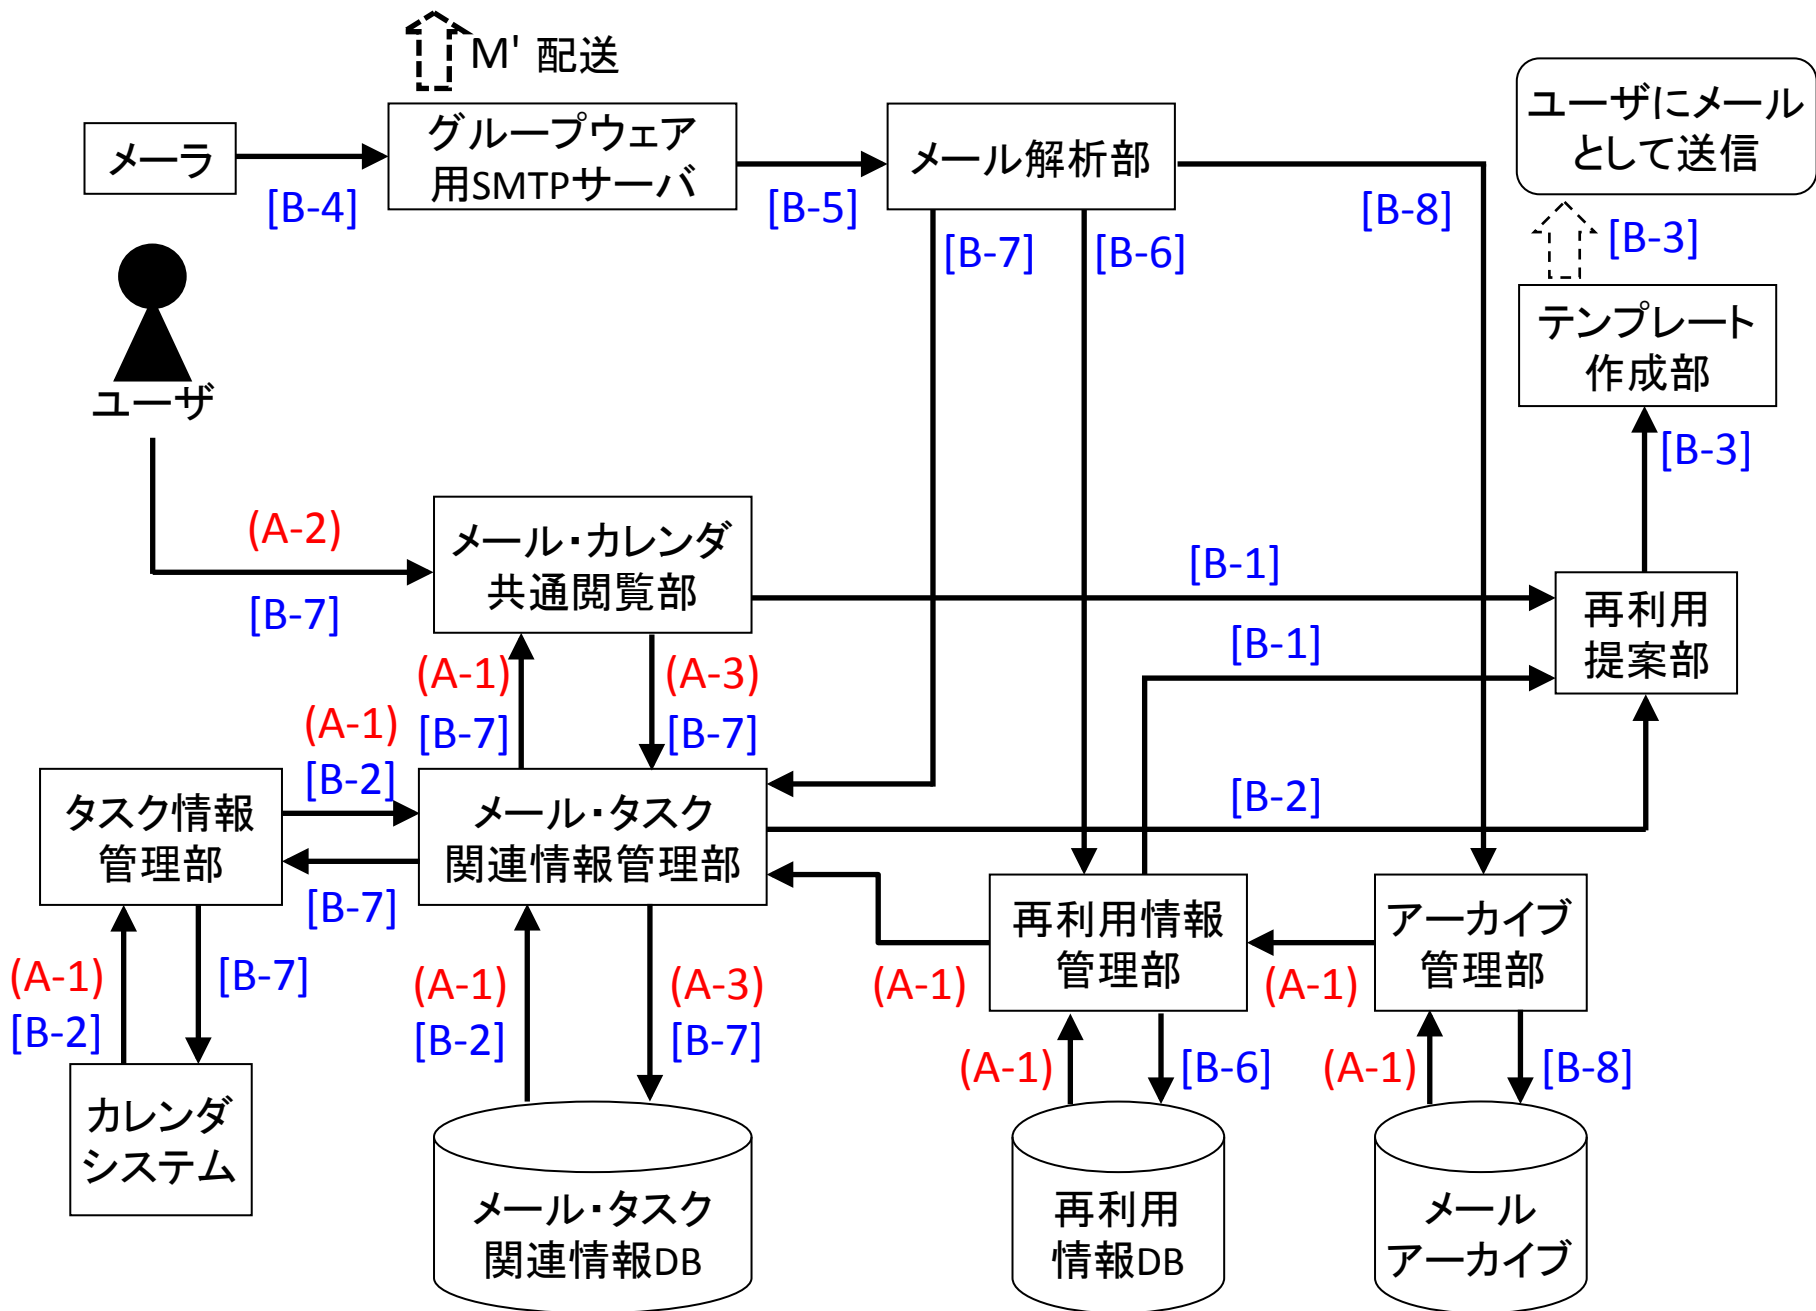 M' 配送
メーラ
[B-4]
グループウェア
用SMTPサーバ
[B-5]
メール解析部
[B-8]
ユーザにメール
として送信
[B-3]
[B-7]
[B-6]
テンプレート
作成部
[B-3]
ユーザ
(A-2)
[B-7]
メール・カレンダ
共通閲覧部
[B-1]
[B-1]
再利用
提案部
(A-1)
[B-7]
(A-3)
[B-7]
(A-1)
[B-2]
[B-2]
タスク情報
管理部
メール・タスク
関連情報管理部
[B-7]
再利用情報
管理部
アーカイブ
管理部
(A-1)
[B-2]
[B-7]
(A-1)
[B-2]
(A-3)
[B-7]
(A-1)
(A-1)
(A-1)
[B-6]
(A-1)
[B-8]
カレンダ
システム
メール・タスク
関連情報DB
再利用
情報DB
メール
アーカイブ